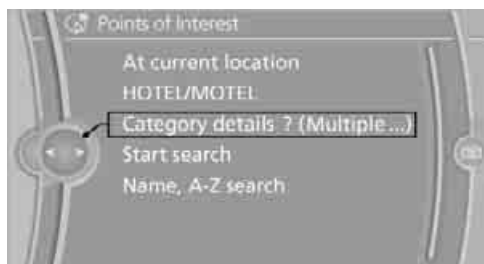 Points of Interest
At current location
HOTEL/MOTEL
Category details ? (Multiple ...)
Start search
Name, A-Z search